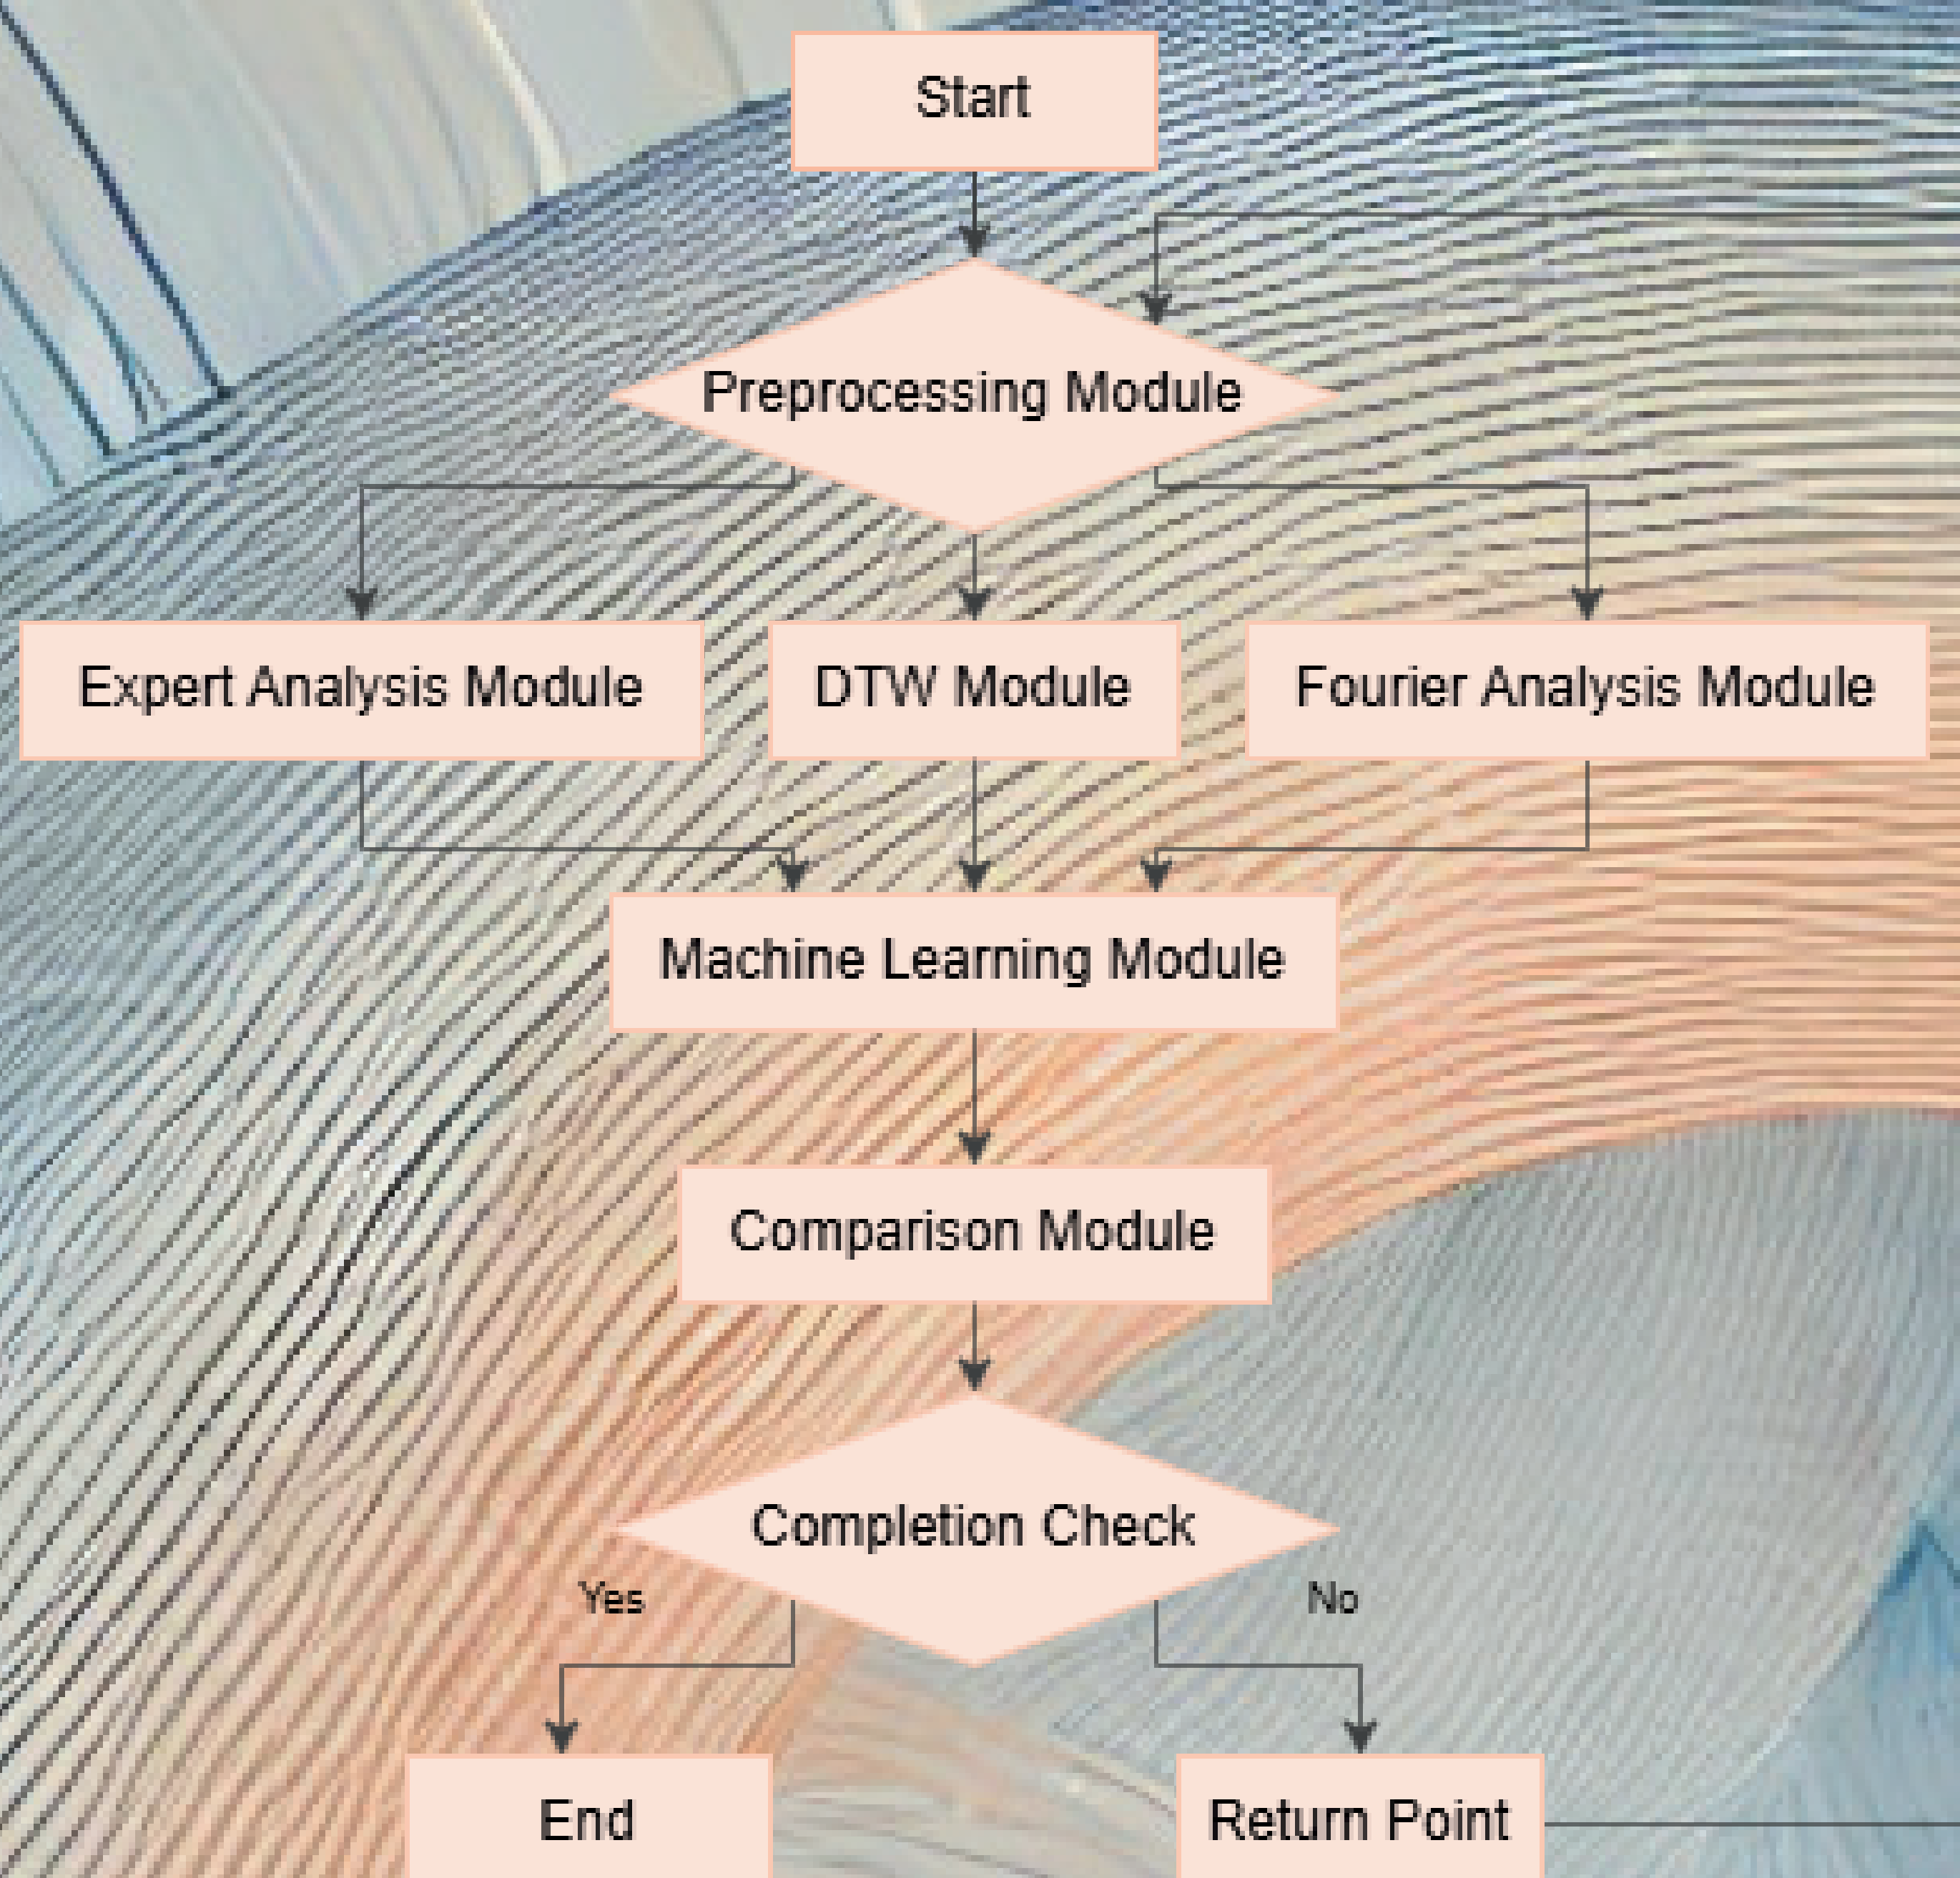 Start
Preprocessing Module
Expert Analysis Module
DTW Module
Fourier Analysis Module
Machine Learning Module
Comparison Module
Completion Check
Yes
No
End
Return Point